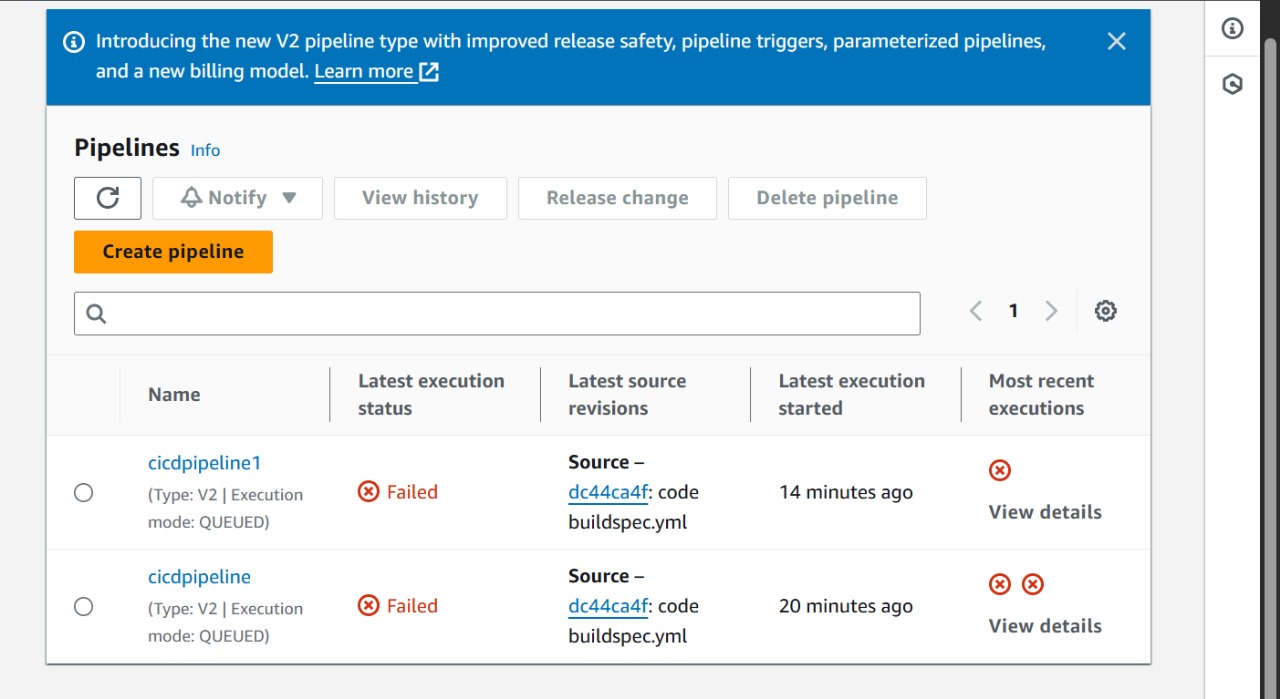 Introducing the new V2 pipeline type with improved release safety, pipeline triggers, parameterized pipelines,
and a new billing model. Learn more
Pipelines Info
Notify View history Release change Delete pipeline
Create pipeline
1
Name
Latest execution
status
Latest source
revisions
Latest execution
started
Most recent
executions
cicdpipeline1
(Type: V2 | Execution
mode: QUEUED)
Failed
Source –
dc44ca4f: code
buildspec.yml
14 minutes ago
View details
cicdpipeline
(Type: V2 | Execution
mode: QUEUED)
Failed
Source –
dc44ca4f: code
buildspec.yml
20 minutes ago
View details